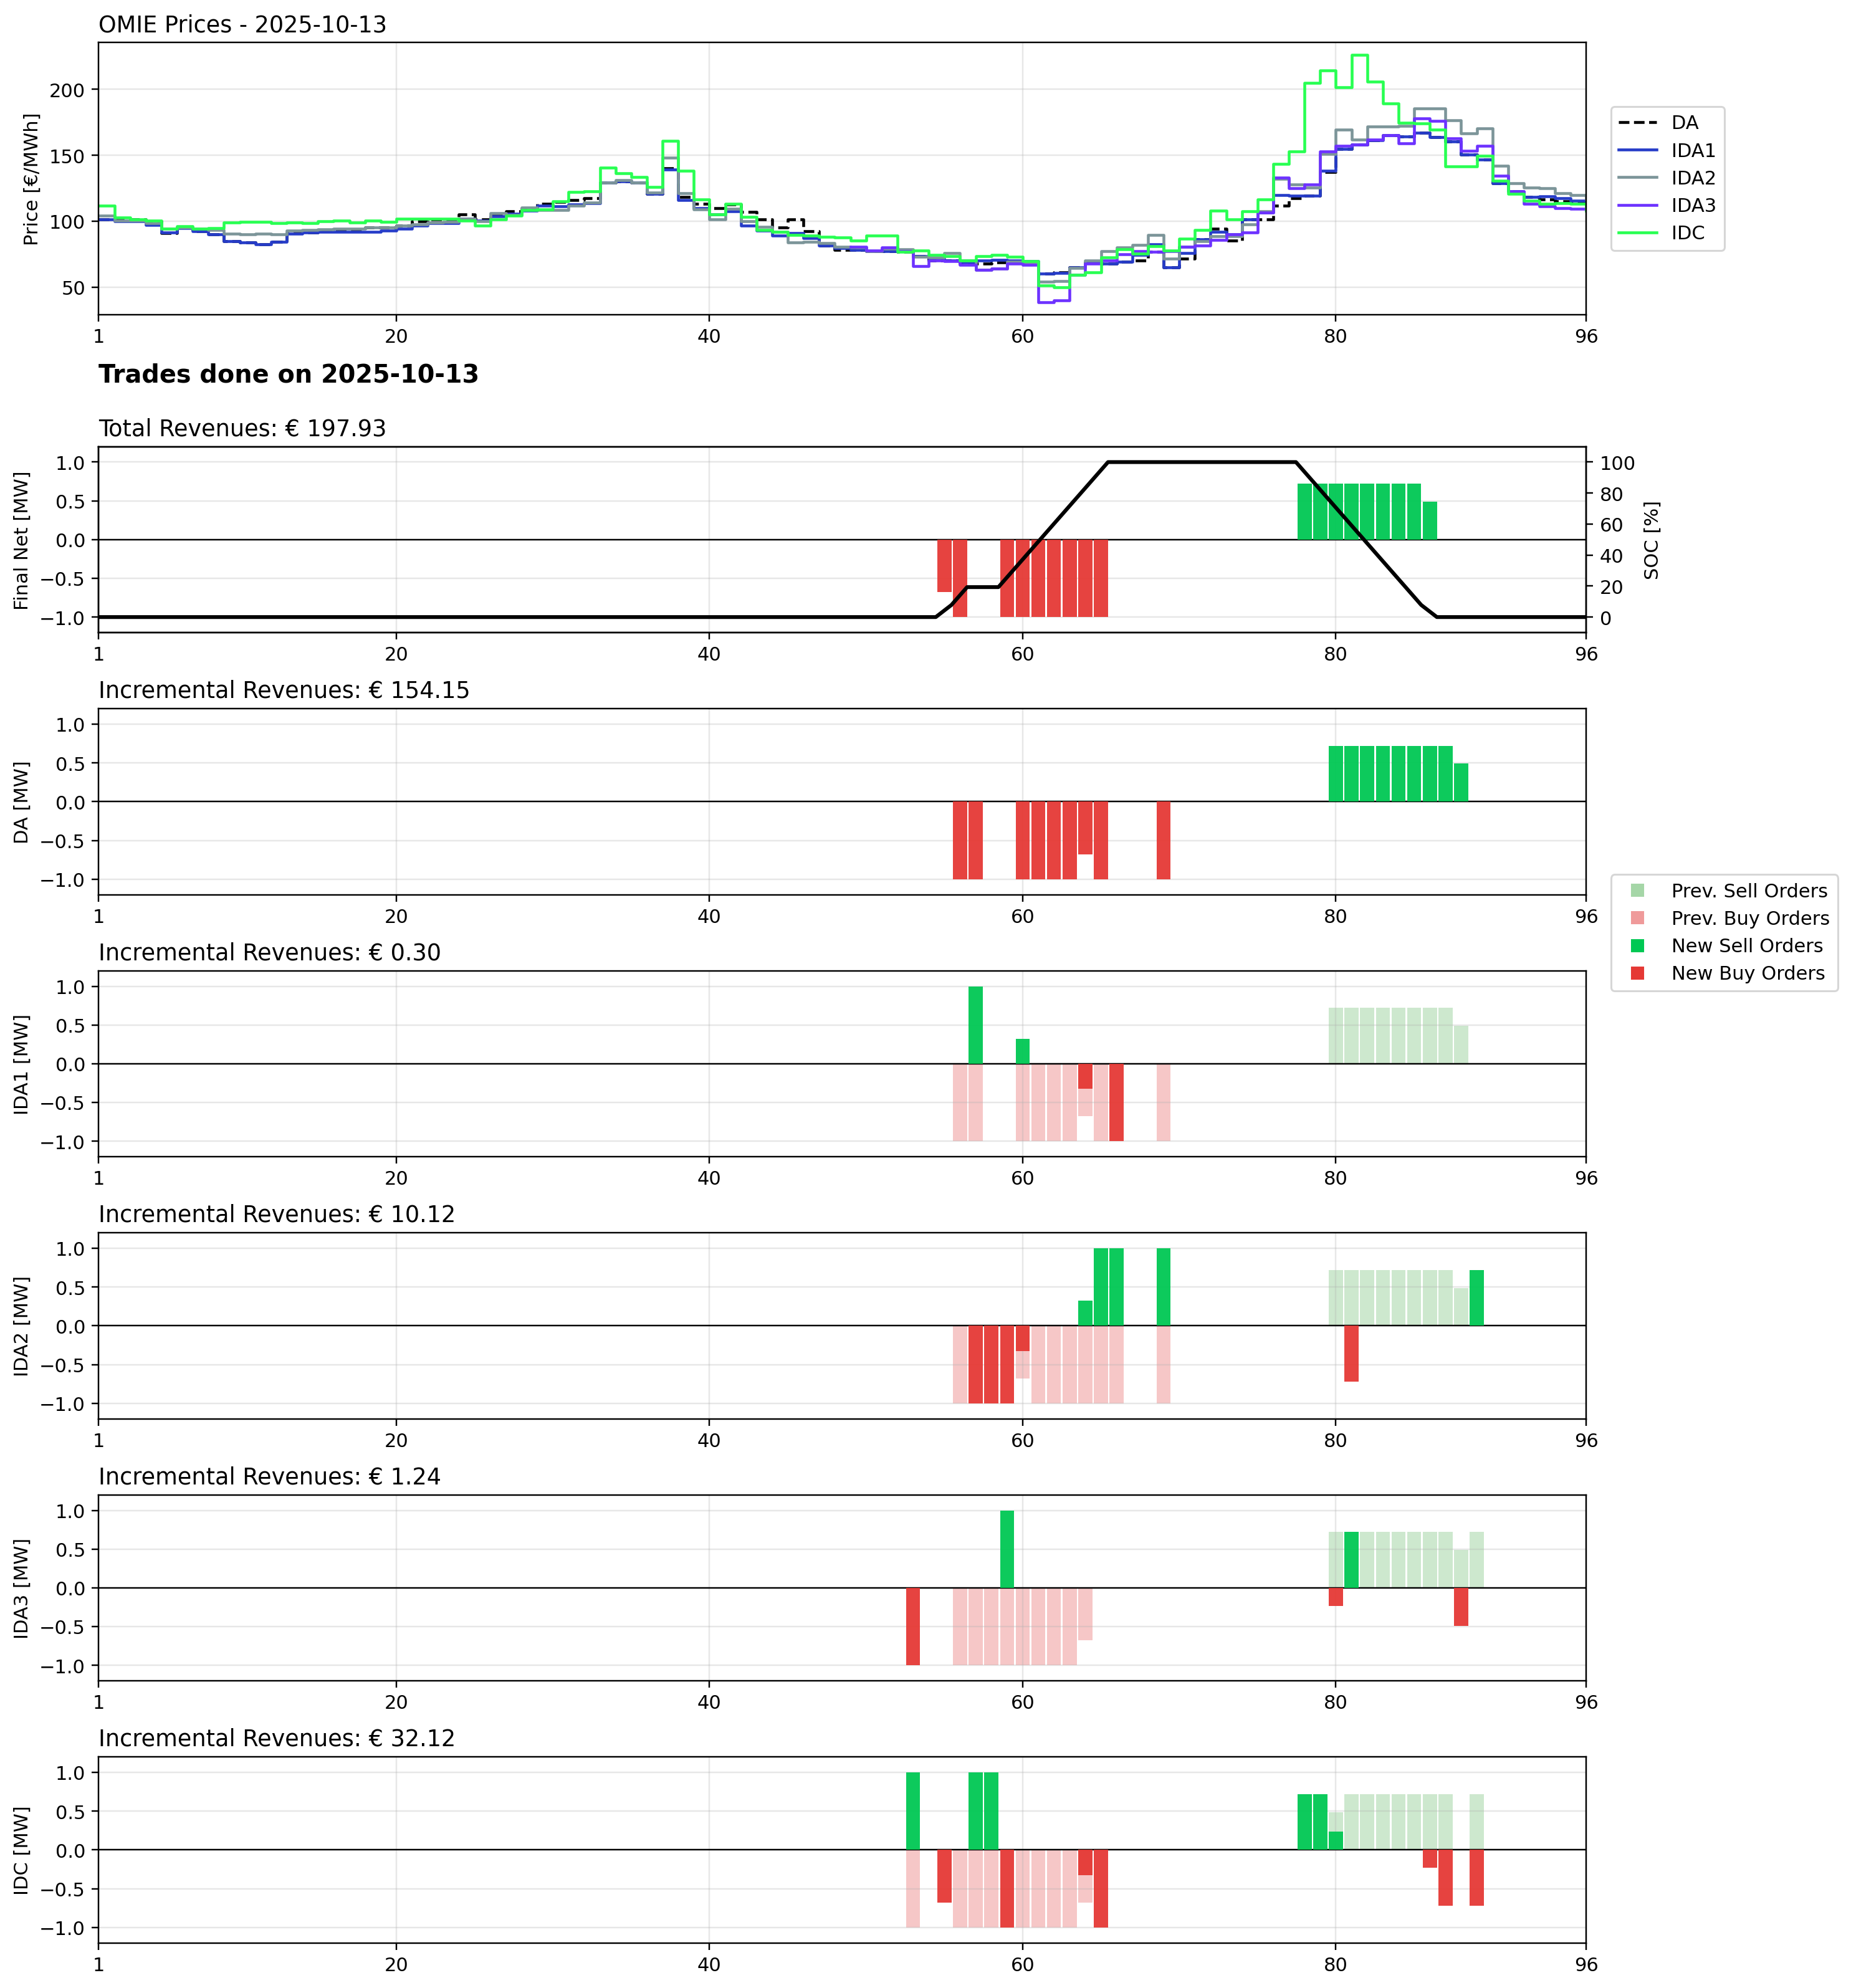 OMIE Prices - 2025-10-13
Price [€/MWh]
200
150
100
50
1 20 40 60 80 96
DA
IDA1
IDA2
IDA3
IDC
Trades done on 2025-10-13
Total Revenues: € 197.93
Final Net [MW]
1.0
0.5
0.0
−0.5
−1.0
100
80
60
40
20
0
SOC [%]
1 20 40 60 80 96
Incremental Revenues: € 154.15
DA [MW]
1.0
0.5
0.0
−0.5
−1.0
1 20 40 60 80 96
Prev. Sell Orders
Prev. Buy Orders
New Sell Orders
New Buy Orders
Incremental Revenues: € 0.30
IDA1 [MW]
1.0
0.5
0.0
−0.5
−1.0
1 20 40 60 80 96
Incremental Revenues: € 10.12
IDA2 [MW]
1.0
0.5
0.0
−0.5
−1.0
1 20 40 60 80 96
Incremental Revenues: € 1.24
IDA3 [MW]
1.0
0.5
0.0
−0.5
−1.0
1 20 40 60 80 96
Incremental Revenues: € 32.12
IDC [MW]
1.0
0.5
0.0
−0.5
−1.0
1 20 40 60 80 96